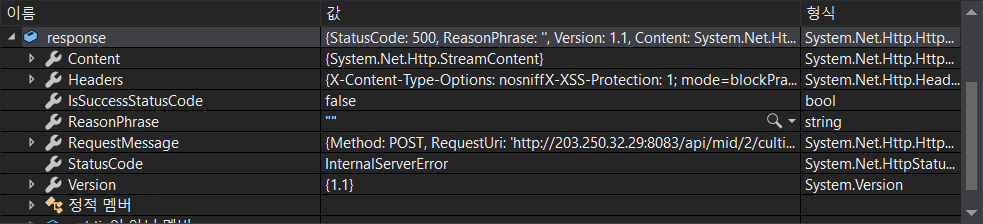 이름 값 형식
response {StatusCode: 500, ReasonPhrase: '', Version: 1.1, Content: System.Net.Ht... System.Net.Http.Http...
Content {System.Net.Http.StreamContent} System.Net.Http.Http...
Headers {X-Content-Type-Options: nosniffX-XSS-Protection: 1; mode=blockPra... System.Net.Http.Head...
IsSuccessStatusCode false bool
ReasonPhrase "" string
RequestMessage {Method: POST, RequestUri: 'http://203.250.32.29:8083/api/mid/2/culti... System.Net.Http.Http...
StatusCode InternalServerError System.Net.HttpStatu...
Version {1.1} System.Version
정적 멤버